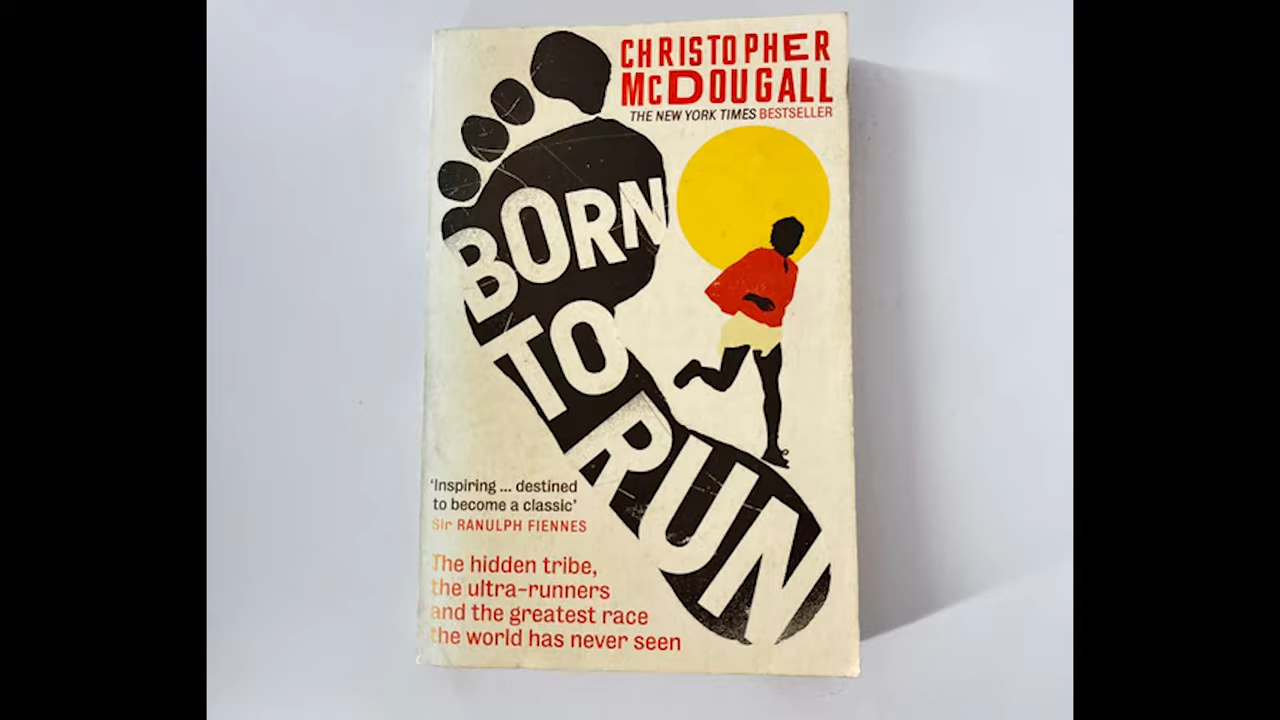 CHRISTOPHER
McDOUGALL
THE NEW YORK TIMES BESTSELLER
BORN
TO
RUN
'Inspiring ... destined
to become a classic'
Sir RANULPH FIENNES
The hidden tribe,
the ultra-runners
and the greatest race
the world has never seen